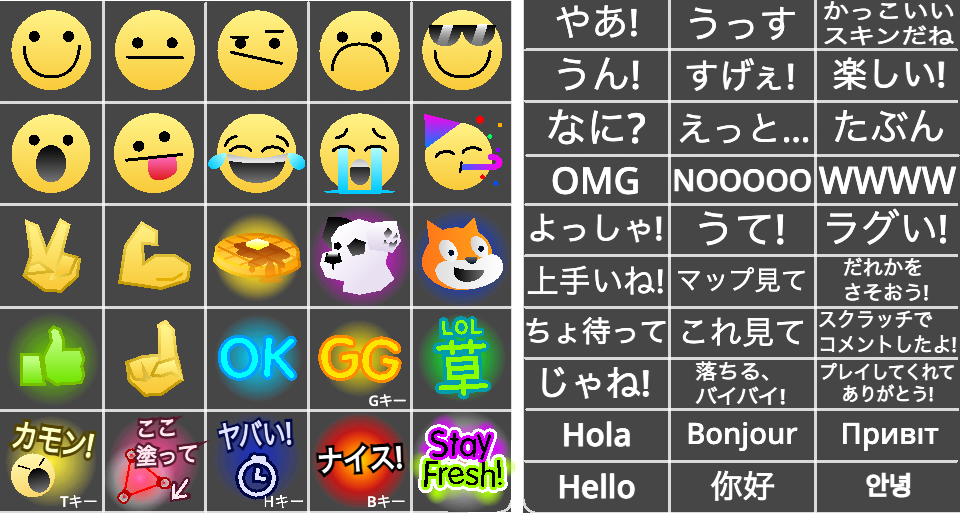 OK
GG
Gキー
LOL
草
カモン!
Tキー
ここ
塗って
ヤバい!
Hキー
ナイス!
Bキー
Stay
Fresh!
やあ!
うっす
かっこいい
スキンだね
うん!
すげぇ!
楽しい!
なに?
えっと...
たぶん
OMG
NOOOOO
WWWW
よっしゃ!
うて!
ラグい!
上手いね!
マップ見て
だれかを
さそおう!
ちょ待って
これ見て
スクラッチで
コメントしたよ!
じゃね!
落ちる、
バイバイ!
プレイしてくれて
ありがとう!
Hola
Bonjour
Привіт
Hello
你好
안녕